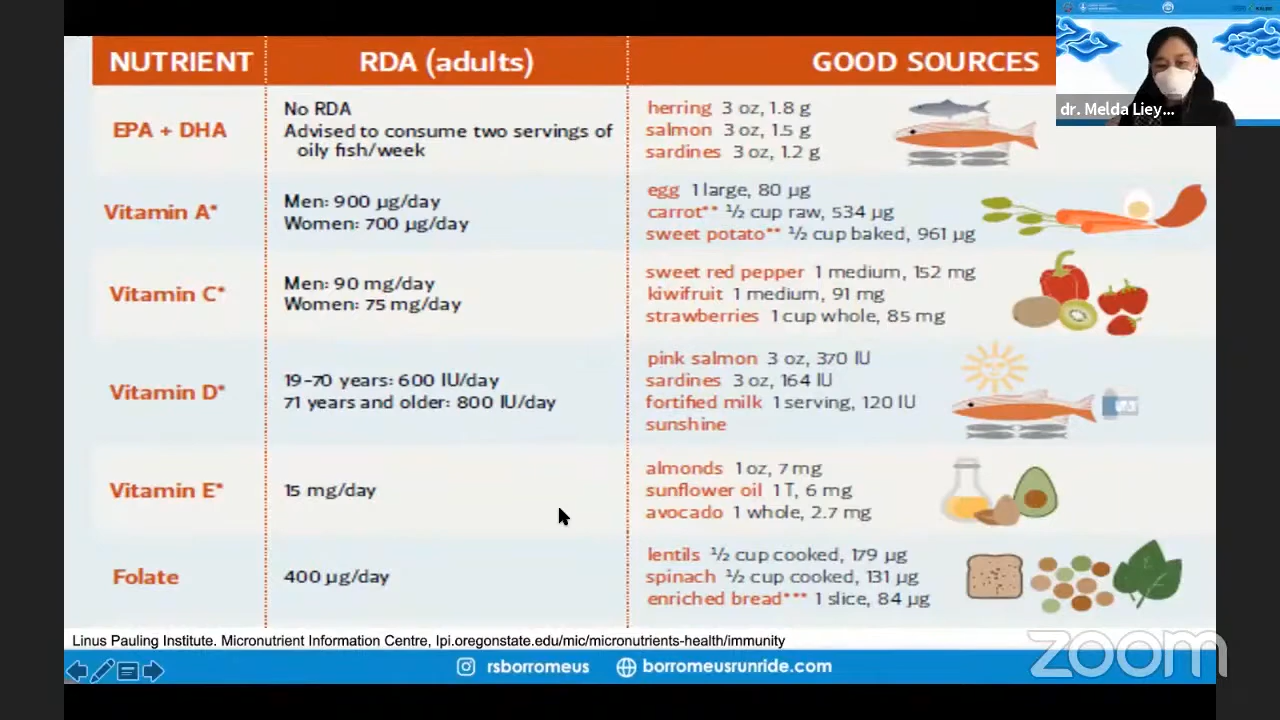 NUTRIENT
RDA (adults)
GOOD SOURCES
dr. Melda Liey...
EPA + DHA
No RDA
Advised to consume two servings of
oily fish/week
herring 3 oz, 1.8 g
salmon 3 oz, 1.5 g
sardines 3 oz, 1.2 g
Vitamin A*
Men: 900 µg/day
Women: 700 µg/day
egg 1 large, 80 µg
carrot** ½ cup raw, 534 µg
sweet potato** ½ cup baked, 961 µg
Vitamin C*
Men: 90 mg/day
Women: 75 mg/day
sweet red pepper 1 medium, 152 mg
kiwifruit 1 medium, 91 mg
strawberries 1 cup whole, 85 mg
Vitamin D*
19-70 years: 600 IU/day
71 years and older: 800 IU/day
pink salmon 3 oz, 370 IU
sardines 3 oz, 164 IU
fortified milk 1 serving, 120 IU
sunshine
Vitamin E*
15 mg/day
almonds 1 oz, 7 mg
sunflower oil 1 T, 6 mg
avocado 1 whole, 2.7 mg
Folate
400 µg/day
lentils ½ cup cooked, 179 µg
spinach ½ cup cooked, 131 µg
enriched bread*** 1 slice, 84 µg
Linus Pauling Institute. Micronutrient Information Centre, lpi.oregonstate.edu/mic/micronutrients-health/immunity
rsborromeus
borromeusrunride.com
zoom